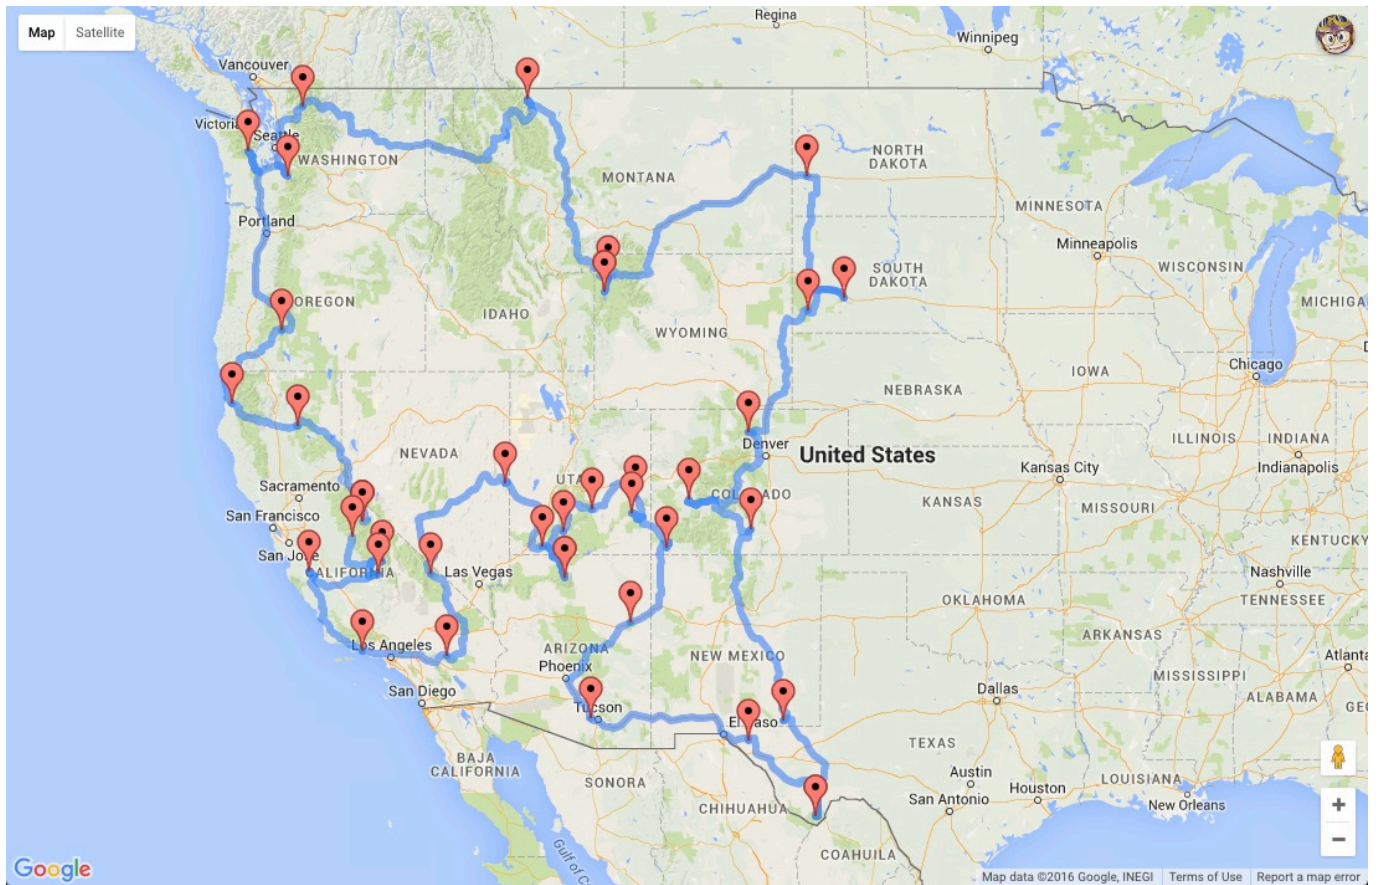 Map
Satellite
Regina
Winnipeg
Vancouver
Victoria
Seattle
WASHINGTON
MONTANA
NORTH
DAKOTA
MINNESOTA
Portland
Minneapolis
SOUTH
DAKOTA
WISCONSIN
OREGON
IDAHO
WYOMING
MICHIGA
Chicago
IOWA
NEBRASKA
NEVADA
Denver
United States
ILLINOIS
INDIANA
Sacramento
UTA
COLORADO
Kansas City
Indianapolis
San Francisco
KANSAS
MISSOURI
San Jose
CALIFORNIA
Las Vegas
KENTUCKY
Nashville
OKLAHOMA
TENNESSEE
Los Angeles
ARIZONA
NEW MEXICO
ARKANSAS
Phoenix
Atlanta
San Diego
Tucson
Dallas
MISSISSIPPI
ALABAMA
GEO
El Paso
BAJA
CALIFORNIA
SONORA
TEXAS
CHIHUAHUA
Austin
San Antonio
Houston
LOUISIANA
New Orleans
COAHUILA
Gulf of C
Google
Map data ©2016 Google, INEGI
Terms of Use
Report a map error